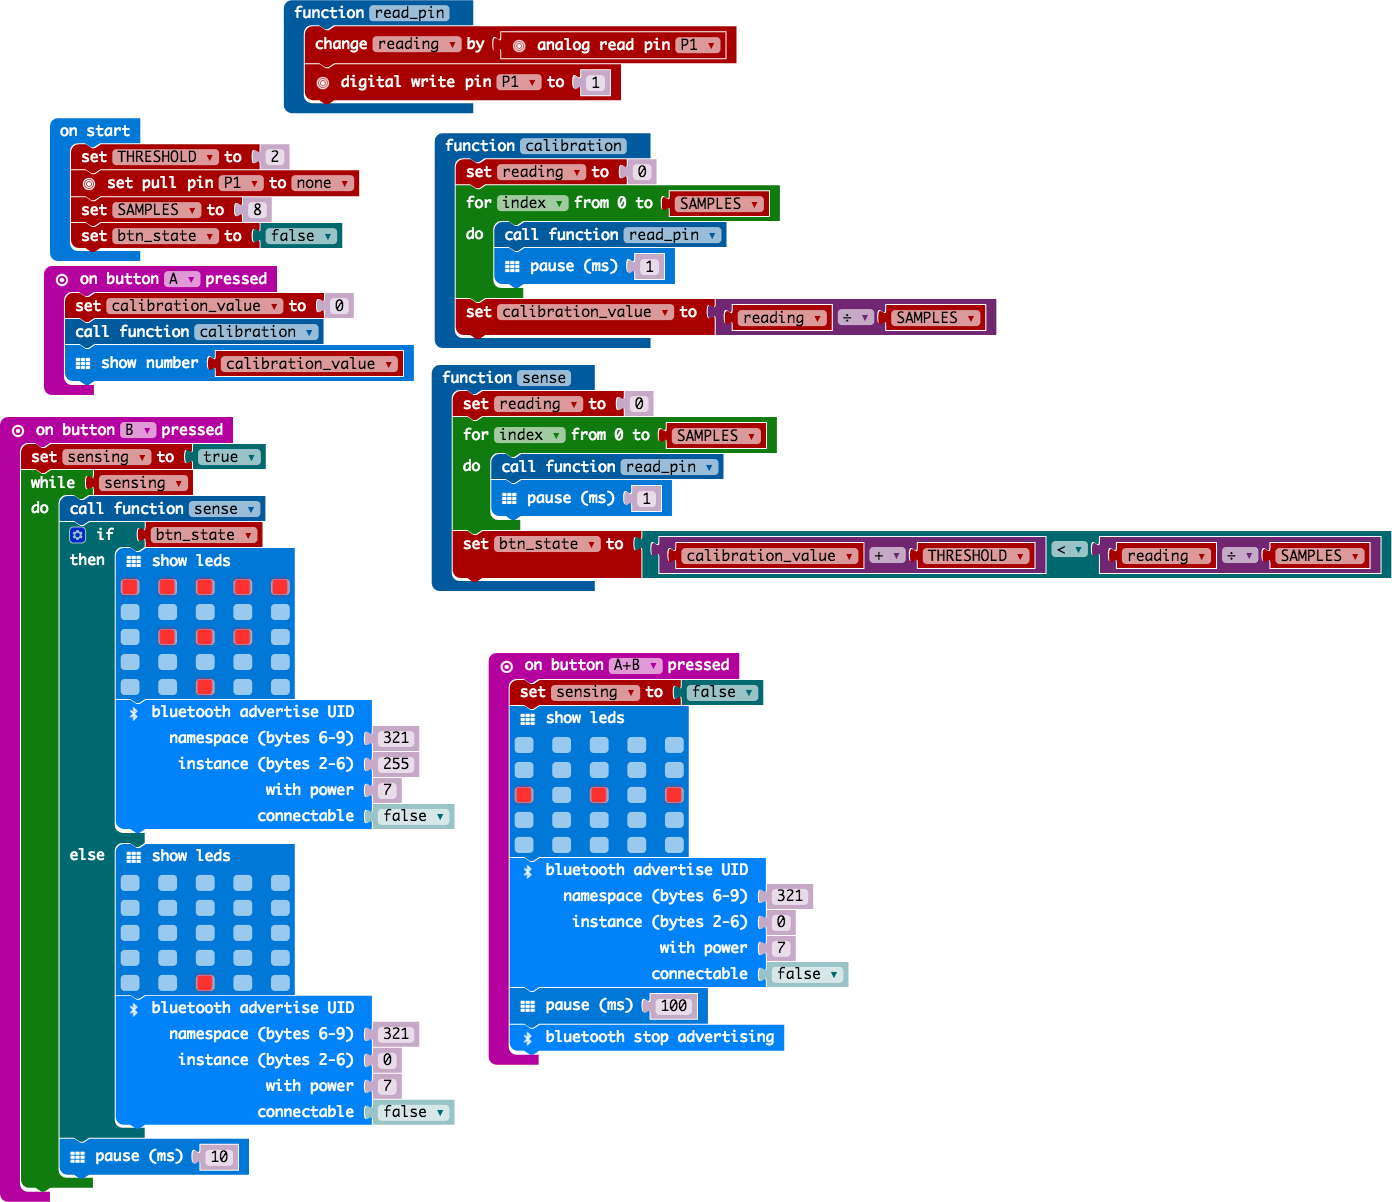 function read_pin
change reading by analog read pin P1
digital write pin P1 to 1
on start
set THRESHOLD to 2
set pull pin P1 to none
set SAMPLES to 8
set btn_state to false
on button A pressed
set calibration_value to 0
call function calibration
show number calibration_value
on button B pressed
set sensing to true
while sensing
do call function sense
if btn_state
then show leds
bluetooth advertise UID
namespace (bytes 6-9) 321
instance (bytes 2-6) 255
with power 7
connectable false
else show leds
bluetooth advertise UID
namespace (bytes 6-9) 321
instance (bytes 2-6) 0
with power 7
connectable false
pause (ms) 10
function calibration
set reading to 0
for index from 0 to SAMPLES
do call function read_pin
pause (ms) 1
set calibration_value to reading ÷ SAMPLES
function sense
set reading to 0
for index from 0 to SAMPLES
do call function read_pin
pause (ms) 1
set btn_state to calibration_value + THRESHOLD < reading ÷ SAMPLES
on button A+B pressed
set sensing to false
show leds
bluetooth advertise UID
namespace (bytes 6-9) 321
instance (bytes 2-6) 0
with power 7
connectable false
pause (ms) 100
bluetooth stop advertising